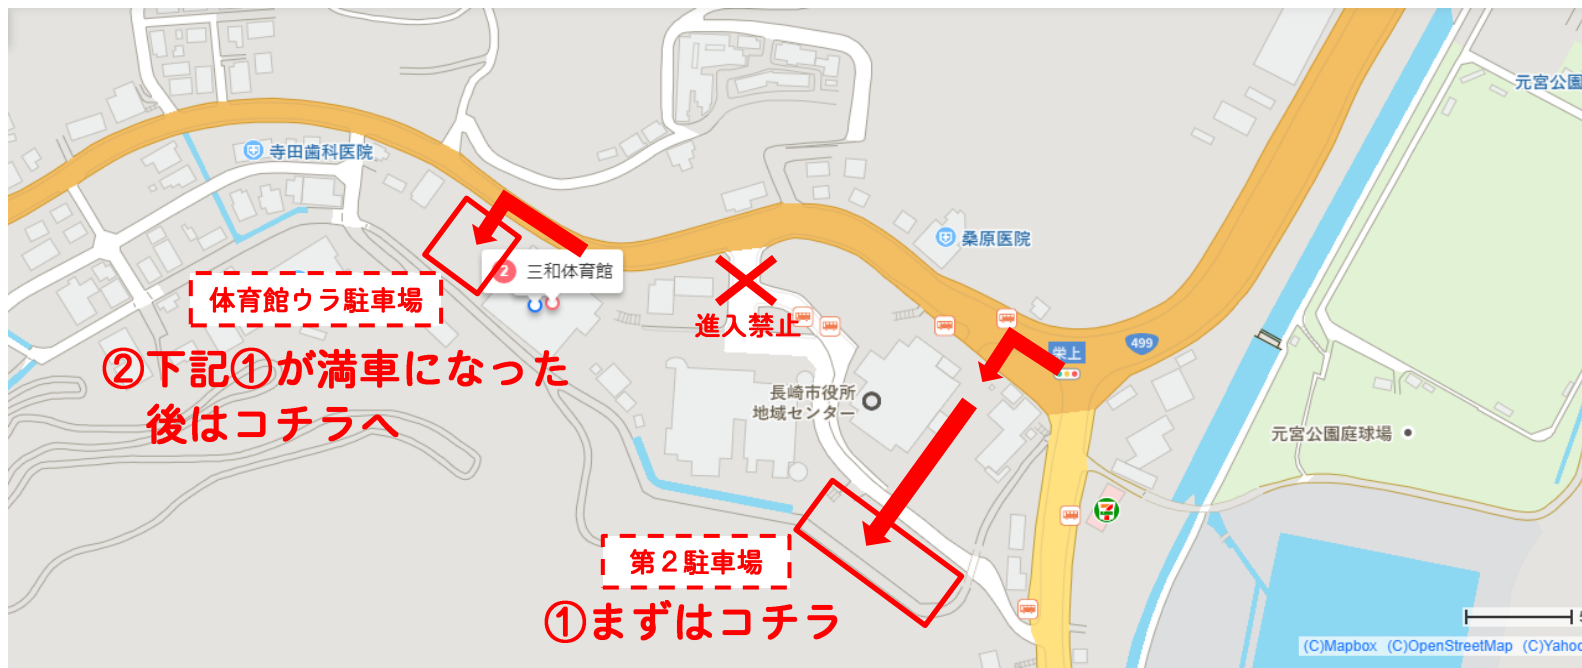 元宮公園
寺田歯科医院
桑原医院
2 三和体育館
体育館ウラ駐車場
進入禁止
②下記①が満車になった
後はコチラへ
栄上
499
長崎市役所
地域センター
元宮公園庭球場
7
第2駐車場
①まずはコチラ
(C)Mapbox (C)OpenStreetMap (C)Yahoo